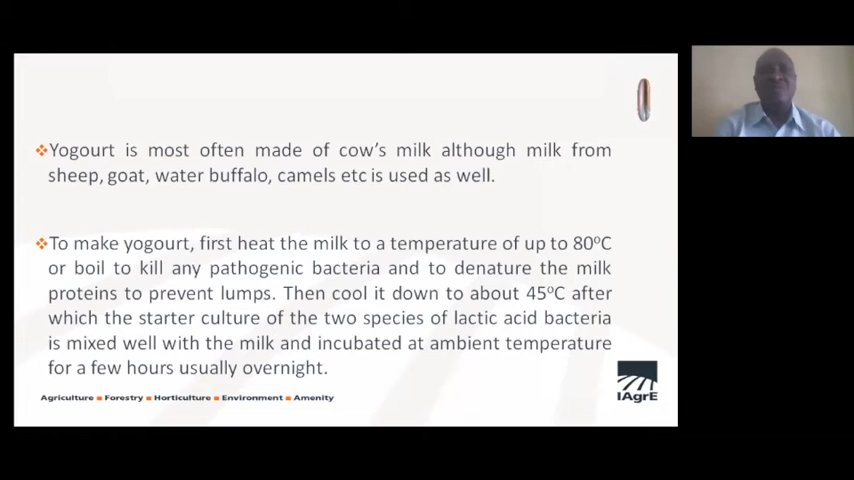 ❖Yogourt is most often made of cow's milk although milk from
sheep, goat, water buffalo, camels etc is used as well.
❖To make yogourt, first heat the milk to a temperature of up to 80⁰C
or boil to kill any pathogenic bacteria and to denature the milk
proteins to prevent lumps. Then cool it down to about 45⁰C after
which the starter culture of the two species of lactic acid bacteria
is mixed well with the milk and incubated at ambient temperature
for a few hours usually overnight.
Agriculture ■ Forestry ■ Horticulture ■ Environment ■ Amenity
IAgrE